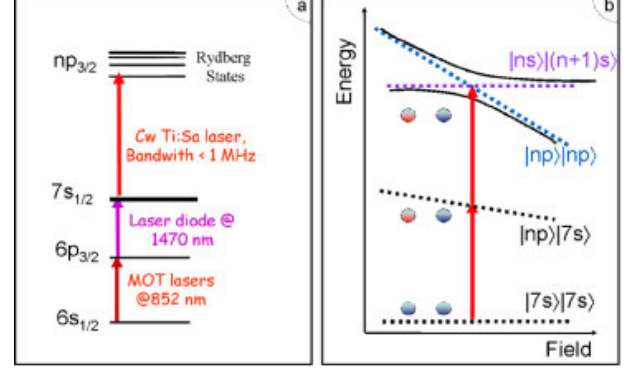 a
np3/2
Rydberg
States
Cw Ti:Sa laser,
Bandwith < 1 MHz
7s1/2
Laser diode @
1470 nm
6p3/2
MOT lasers
@852 nm
6s1/2
b
Energy
|ns⟩|(n+1)s⟩
|np⟩|np⟩
|np⟩|7s⟩
|7s⟩|7s⟩
Field